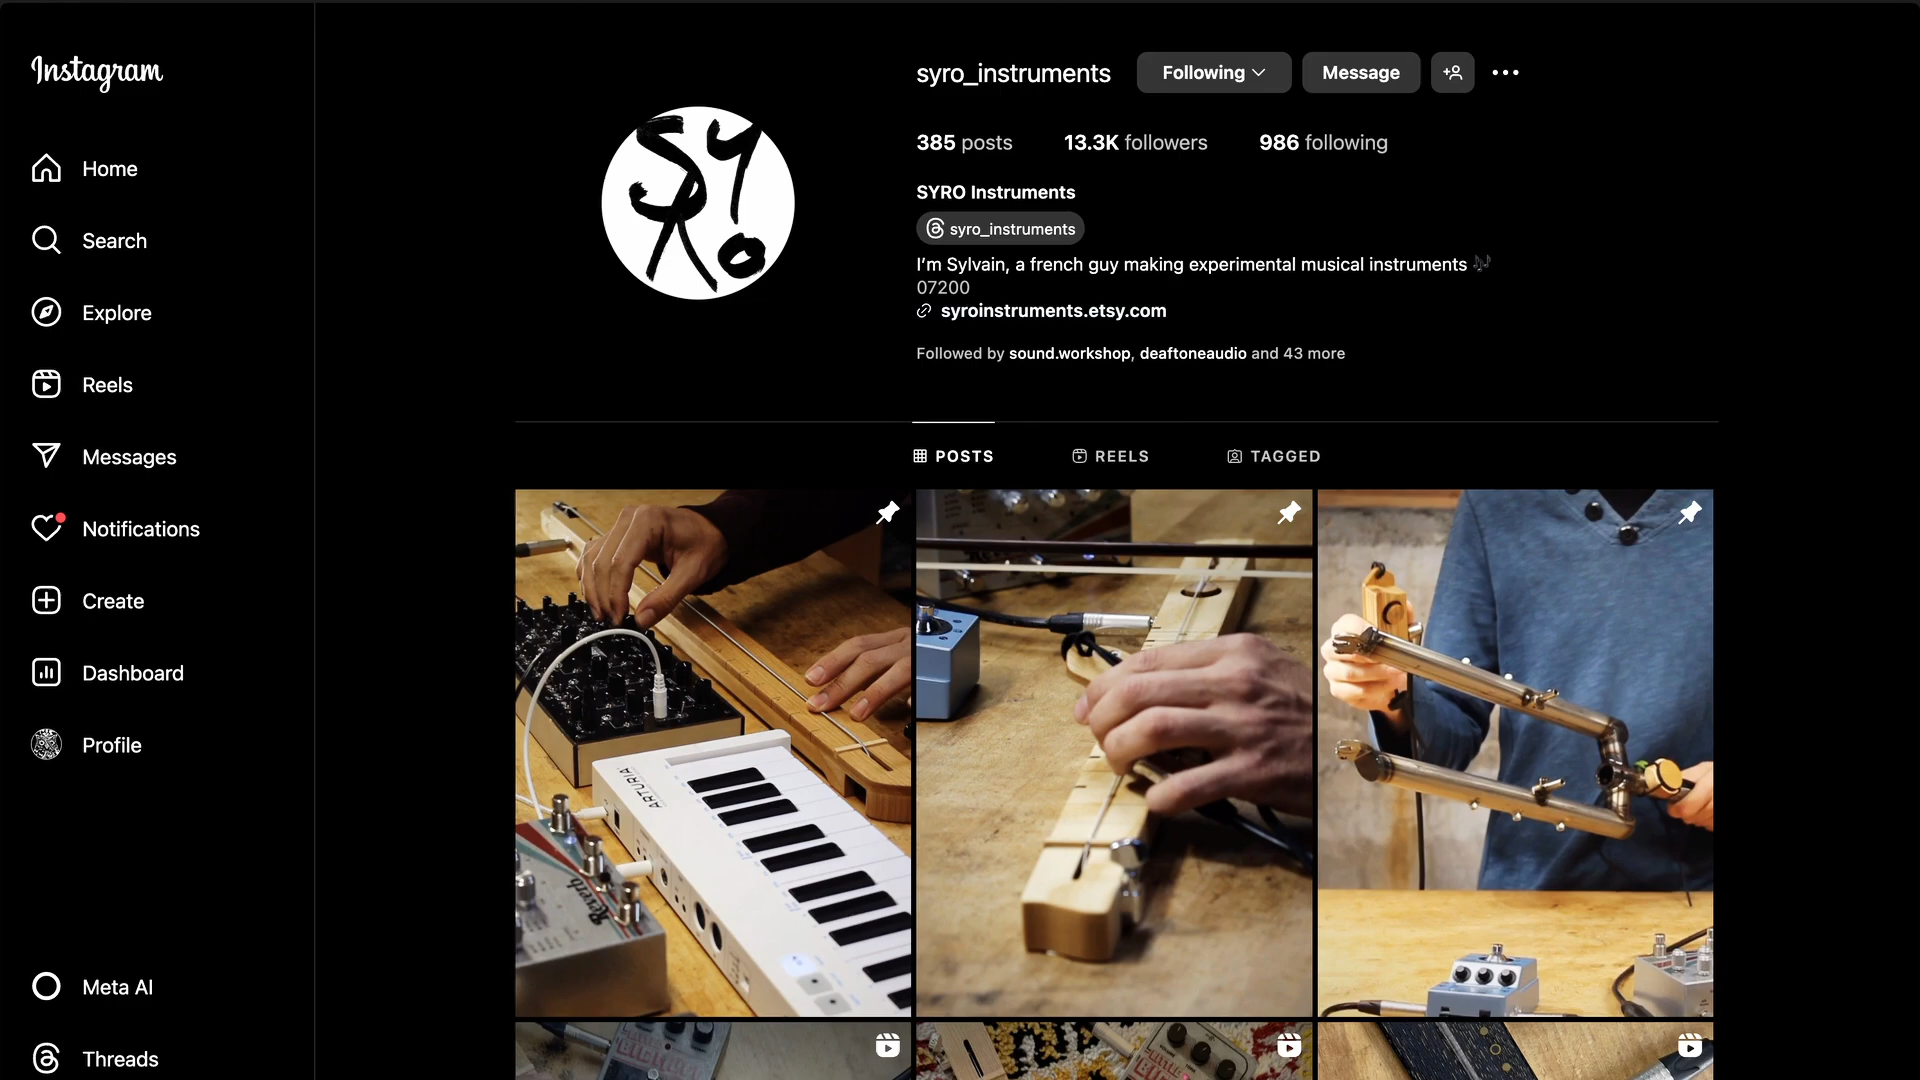 Instagram
Home
Search
Explore
Reels
Messages
Notifications
Create
Dashboard
Profile
Meta AI
Threads
syro_instruments
Following
Message
385 posts
13.3K followers
986 following
SYRO
SYRO Instruments
syro_instruments
I'm Sylvain, a french guy making experimental musical instruments 🎶
07200
syroinstruments.etsy.com
Followed by sound.workshop, deaftoneaudio and 43 more
POSTS
REELS
TAGGED
ARTURIA
Reverb